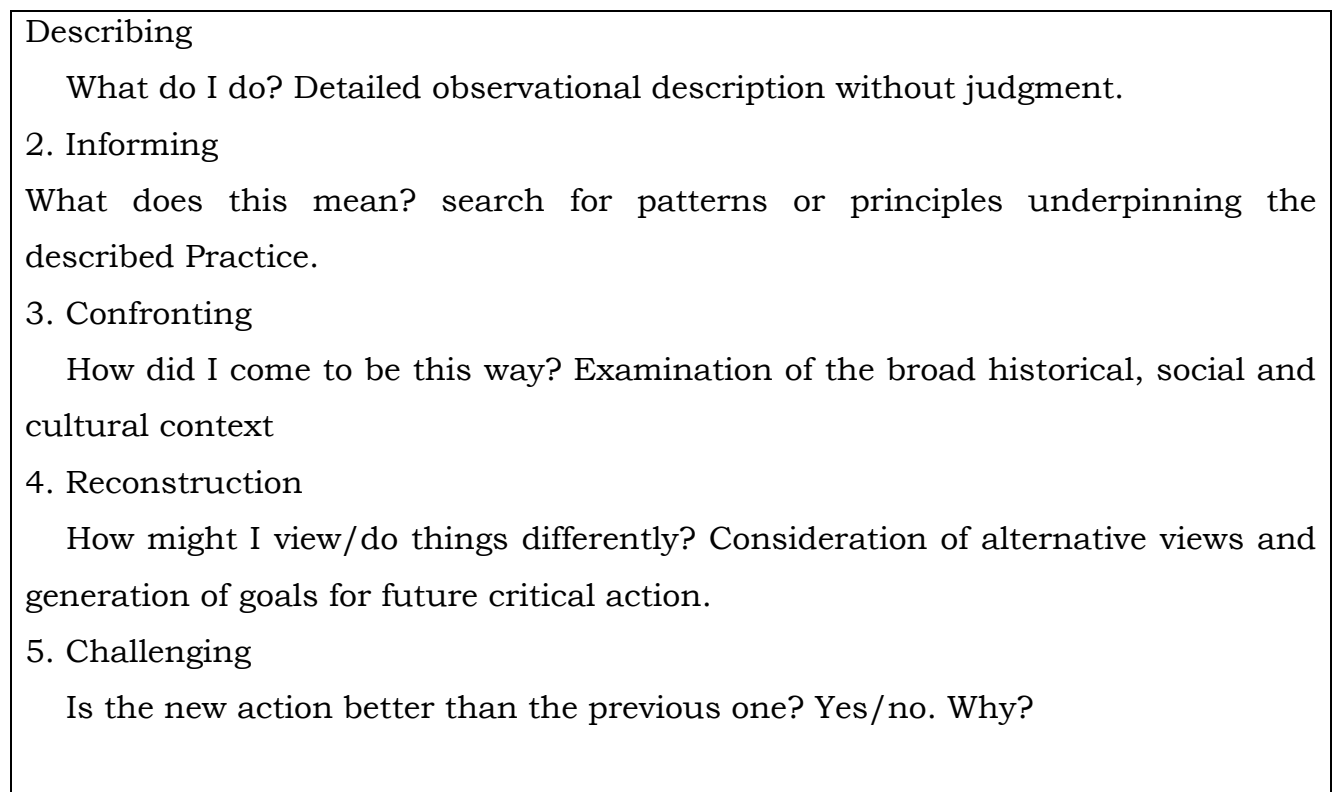 Describing
What do I do? Detailed observational description without judgment.
2. Informing
What does this mean? search for patterns or principles underpinning the
described Practice.
3. Confronting
How did I come to be this way? Examination of the broad historical, social and
cultural context
4. Reconstruction
How might I view/do things differently? Consideration of alternative views and
generation of goals for future critical action.
5. Challenging
Is the new action better than the previous one? Yes/no. Why?